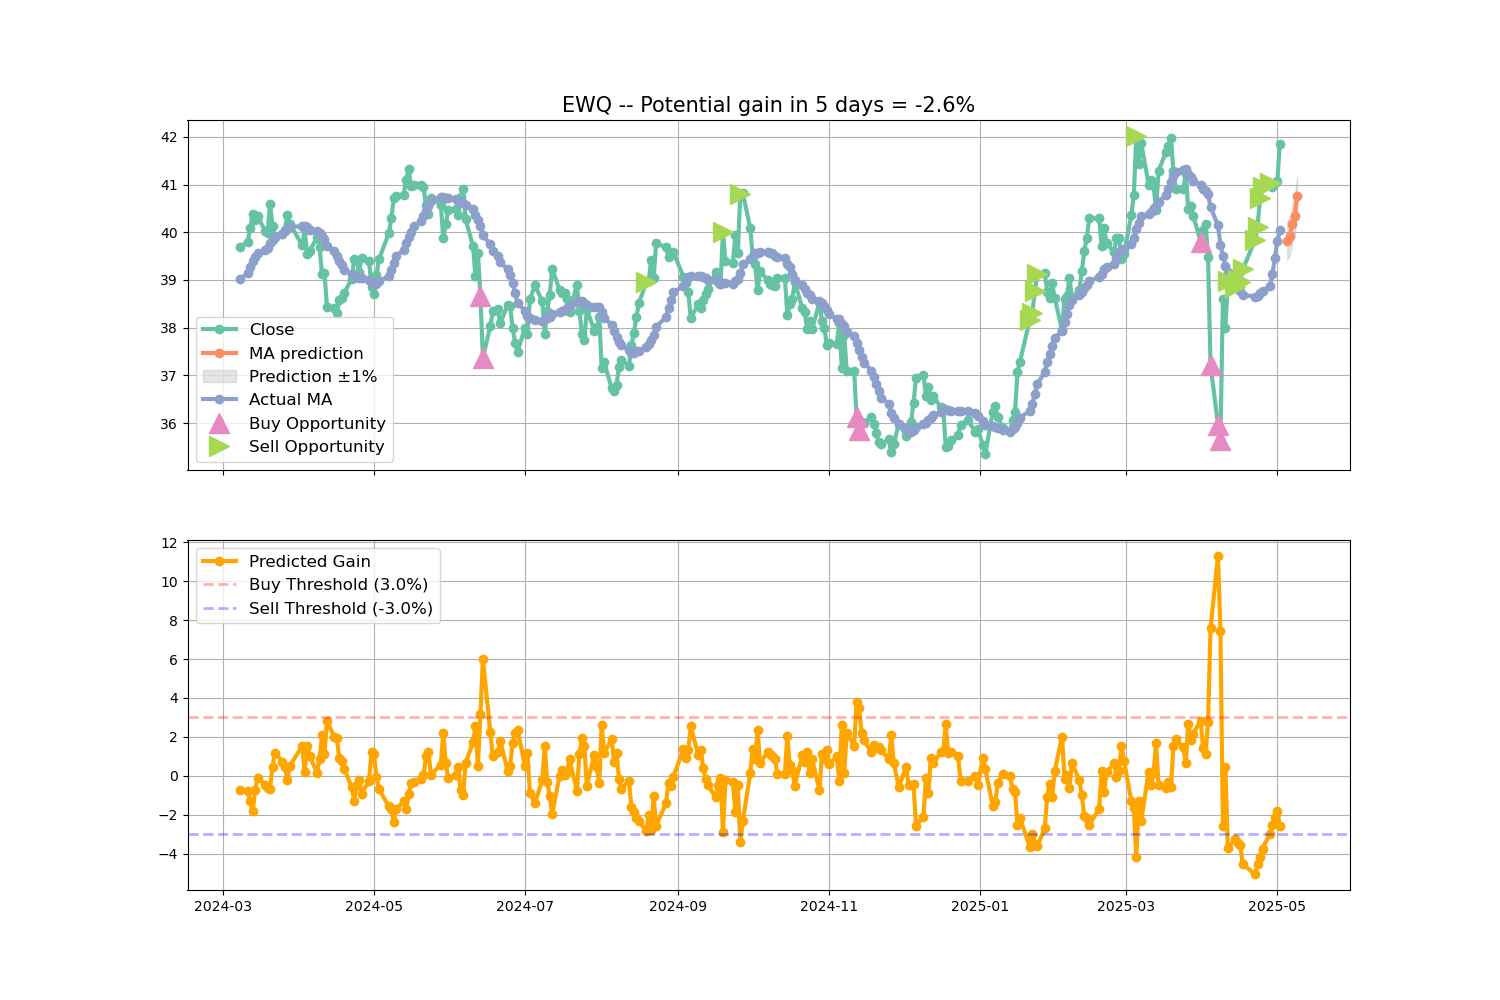 EWQ -- Potential gain in 5 days = -2.6%
42
41
40
39
38
37
36
Close
MA prediction
Prediction ±1%
Actual MA
Buy Opportunity
Sell Opportunity
12
10
8
6
4
2
0
−2
−4
Predicted Gain
Buy Threshold (3.0%)
Sell Threshold (-3.0%)
2024-03
2024-05
2024-07
2024-09
2024-11
2025-01
2025-03
2025-05